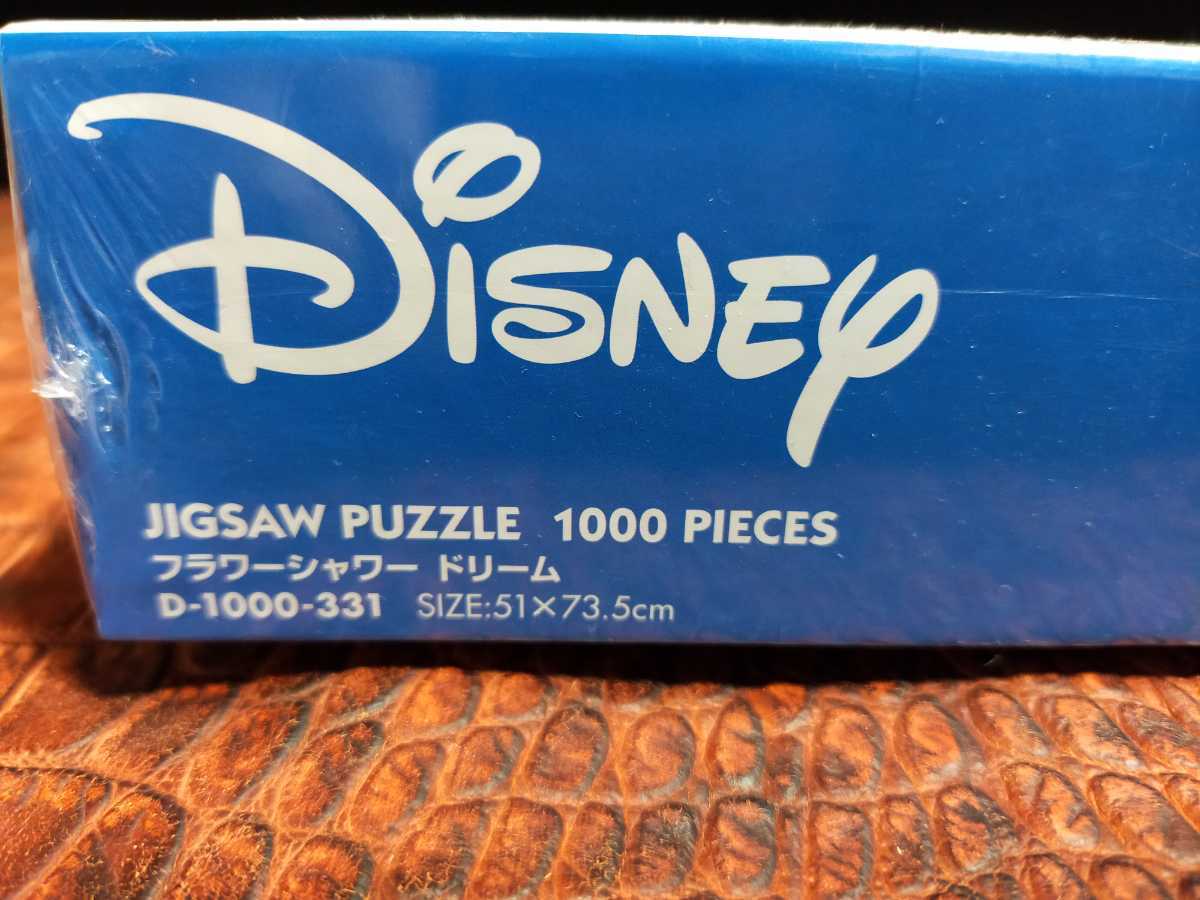 Disney
JIGSAW PUZZLE 1000 PIECES
フラワーシャワー ドリーム
D-1000-331 SIZE:51×73.5cm